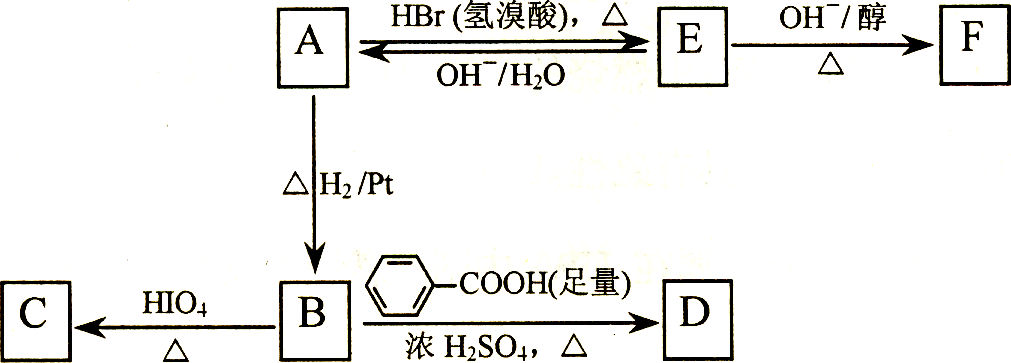 HBr (氢溴酸), △
OH⁻/醇
A
E
F
OH⁻/H₂O
△
△ H₂/Pt
COOH(足量)
HIO₄
C
B
D
△
浓 H₂SO₄, △